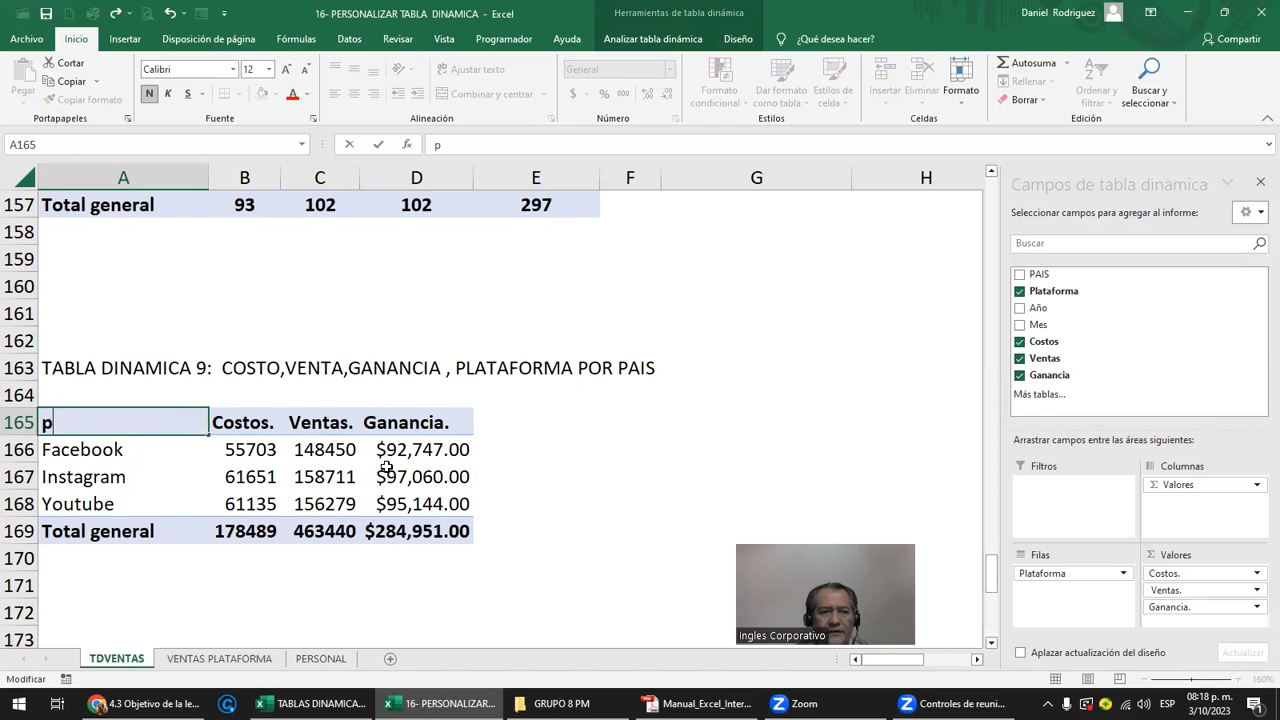 16- PERSONALIZAR TABLA DINAMICA - Excel
Herramientas de tabla dinámica
Daniel Rodriguez
Archivo Inicio Insertar Disposición de página Fórmulas Datos Revisar Vista Programador Ayuda Analizar tabla dinámica Diseño ¿Qué desea hacer? Compartir
Pegar
Cortar
Copiar
Copiar formato
Portapapeles
Calibri 12
N K S
Fuente
Ajustar texto
Combinar y centrar
Alineación
General
$ % 000
Número
Formato condicional
Dar formato como tabla
Estilos de celda
Estilos
Insertar Eliminar Formato
Celdas
Autosuma
Rellenar
Borrar
Ordenar y filtrar
Buscar y seleccionar
Edición
A165 fx p
A B C D E F G H
157 Total general 93 102 102 297
158
159
160
161
162
163 TABLA DINAMICA 9: COSTO,VENTA,GANANCIA , PLATAFORMA POR PAIS
164
165 p Costos. Ventas. Ganancia.
166 Facebook 55703 148450 $92,747.00
167 Instagram 61651 158711 $97,060.00
168 Youtube 61135 156279 $95,144.00
169 Total general 178489 463440 $284,951.00
170
171
172
173
Campos de tabla dinámica
Seleccionar campos para agregar al informe:
Buscar
PAIS
Plataforma
Año
Mes
Costos
Ventas
Ganancia
Más tablas...
Arrastrar campos entre las áreas siguientes:
Filtros
Columnas
Σ Valores
Filas
Plataforma
Σ Valores
Costos.
Ventas.
Ganancia.
Aplazar actualización del diseño
Actualizar
Ingles Corporativo
TDVENTAS VENTAS PLATAFORMA PERSONAL
Modificar
160%
4.3 Objetivo de la le...
TABLAS DINAMICA...
16- PERSONALIZAR...
GRUPO 8 PM
Manual_Excel_Inter...
Zoom
Controles de reuni...
ESP
08:18 p. m.
3/10/2023